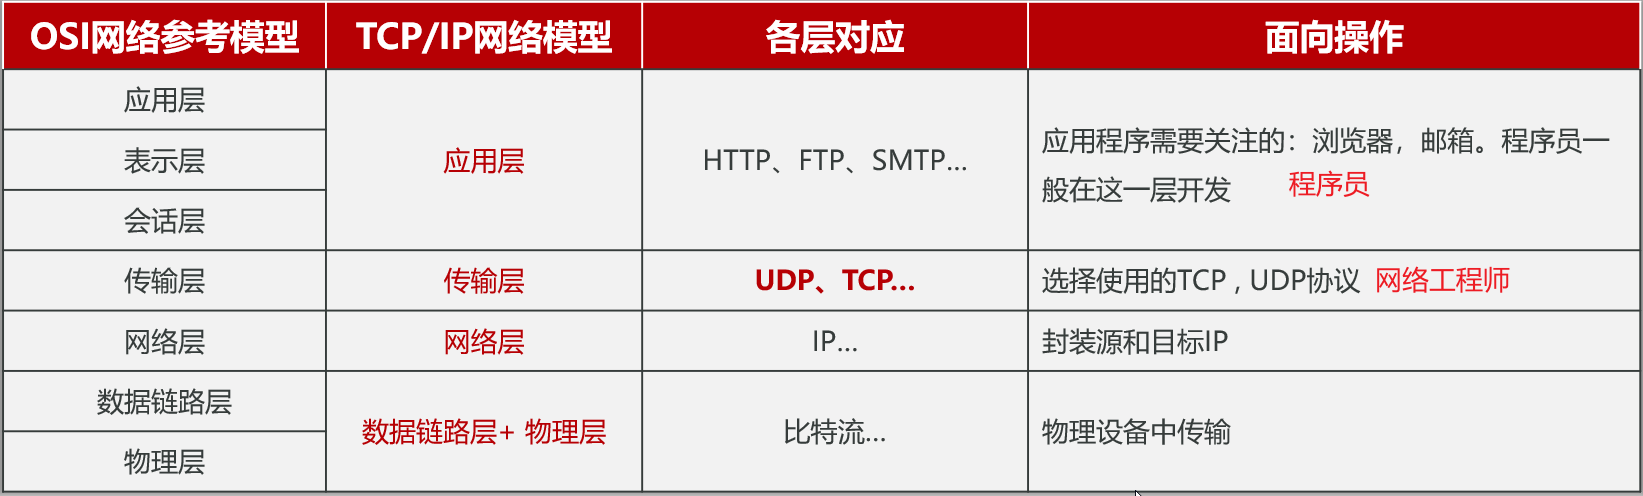 OSI网络参考模型 TCP/IP网络模型 各层对应 面向操作
应用层
表示层
会话层
应用层
HTTP、FTP、SMTP...
应用程序需要关注的：浏览器，邮箱。程序员一
般在这一层开发 程序员
传输层 传输层 UDP、TCP... 选择使用的TCP , UDP协议 网络工程师
网络层 网络层 IP... 封装源和目标IP
数据链路层
物理层
数据链路层+ 物理层
比特流...
物理设备中传输